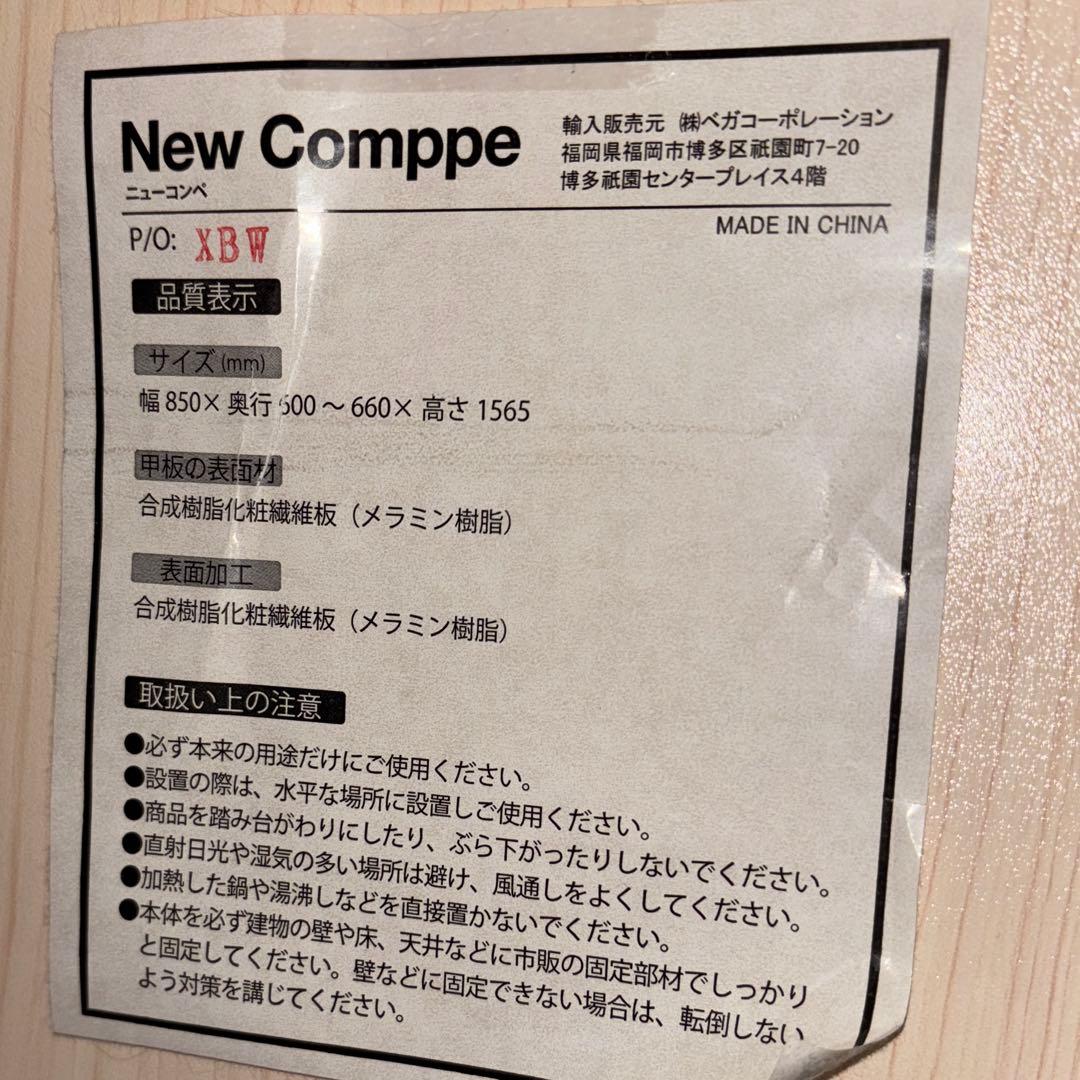 New Comppe
ニューコンペ
輸入販売元 ㈱ベガコーポレーション
福岡県福岡市博多区祇園町7-20
博多祇園センタープレイス4階
MADE IN CHINA
P/O: XBW
品質表示
サイズ(mm)
幅850×奥行600～660×高さ1565
甲板の表面材
合成樹脂化粧繊維板（メラミン樹脂）
表面加工
合成樹脂化粧繊維板（メラミン樹脂）
取扱い上の注意
●必ず本来の用途だけにご使用ください。
●設置の際は、水平な場所に設置しご使用ください。
●商品を踏み台がわりにしたり、ぶら下がったりしないでください。
●直射日光や湿気の多い場所は避け、風通しをよくしてください。
●加熱した鍋や湯沸しなどを直接置かないでください。
●本体を必ず建物の壁や床、天井などに市販の固定部材でしっかり
と固定してください。壁などに固定できない場合は、転倒しない
よう対策を講じてください。